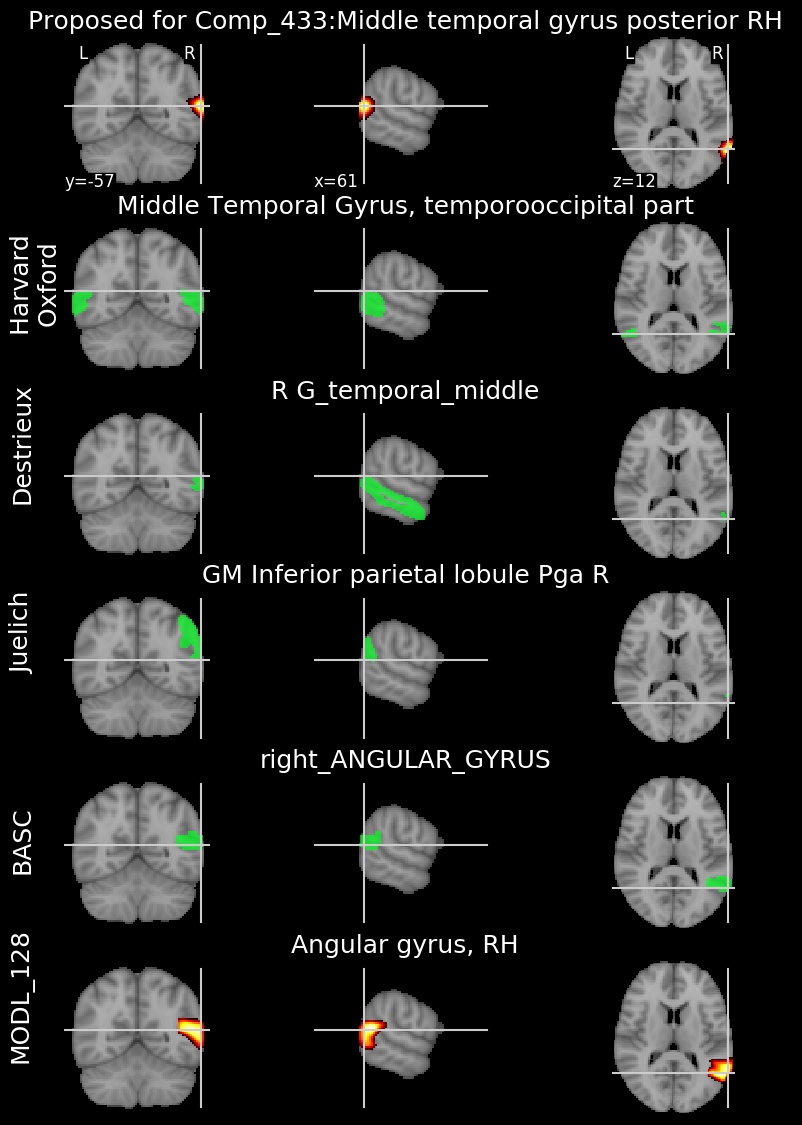 Proposed for Comp_433:Middle temporal gyrus posterior RH
L R L R
y=-57 x=61 z=12
Middle Temporal Gyrus, temporooccipital part
Harvard
Oxford
R G_temporal_middle
Destrieux
GM Inferior parietal lobule Pga R
Juelich
right_ANGULAR_GYRUS
BASC
Angular gyrus, RH
MODL_128